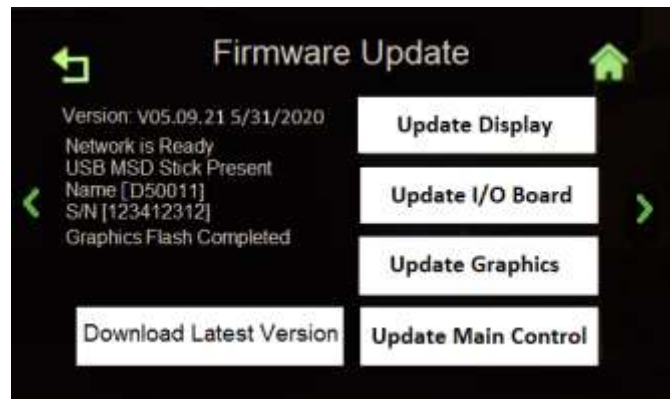 Firmware Update
Version: V05.09.21 5/31/2020
Network is Ready
USB MSD Stick Present
Name [D50011]
S/N [123412312]
Graphics Flash Completed
Update Display
Update I/O Board
Update Graphics
Download Latest Version
Update Main Control